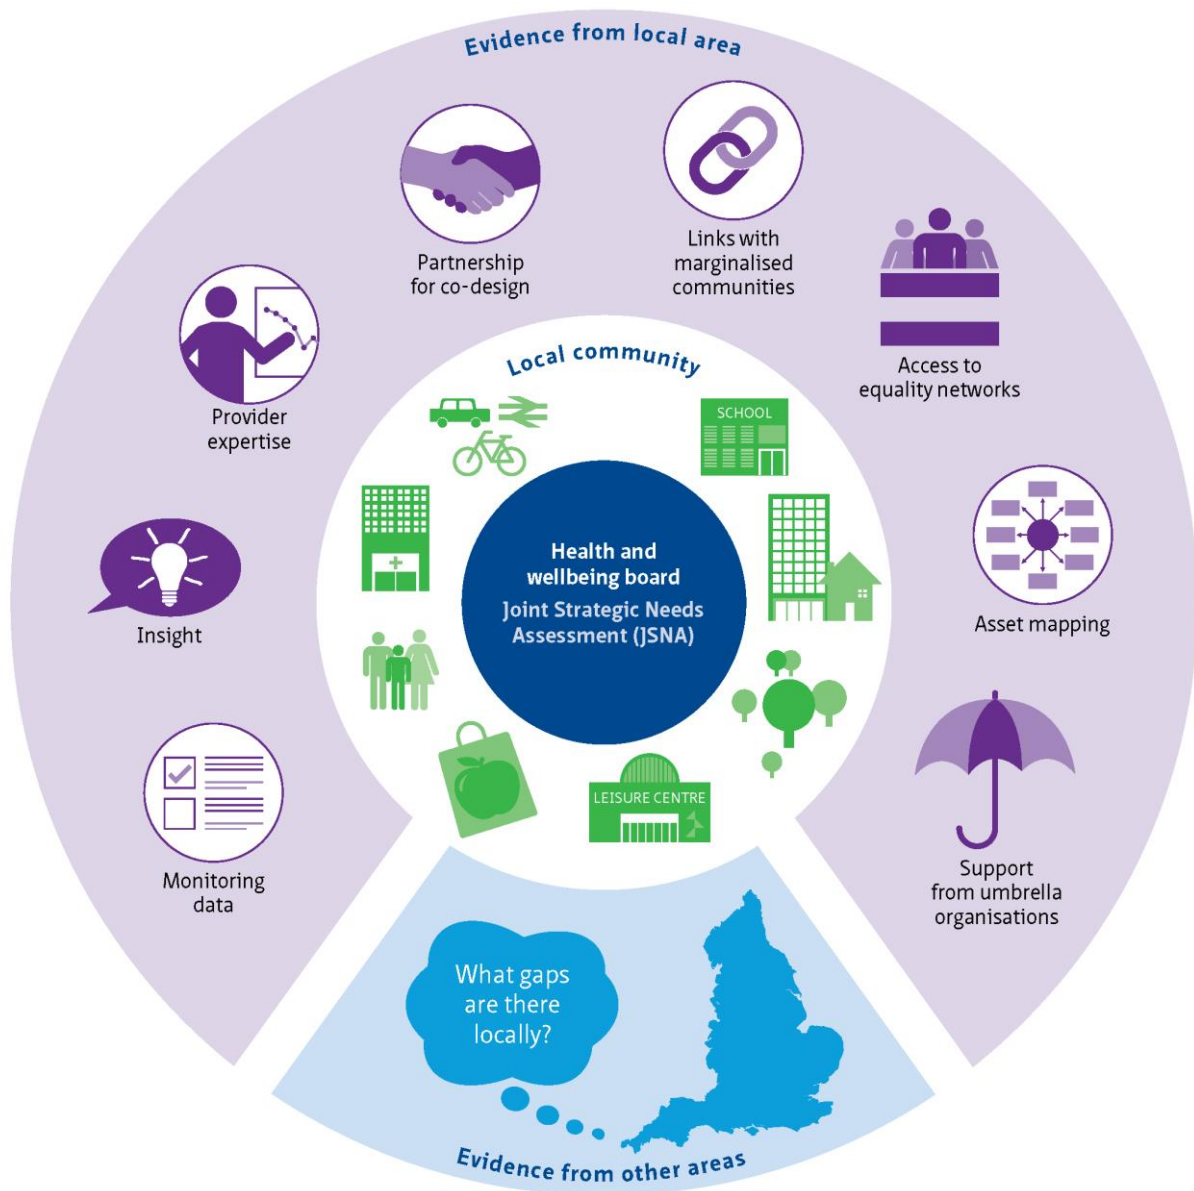 Evidence from local area
Partnership
for co-design
Links with
marginalised
communities
Access to
equality networks
Provider
expertise
Local community
SCHOOL
Insight
Health and
wellbeing board
Joint Strategic Needs
Assessment (JSNA)
Asset mapping
Monitoring
data
LEISURE CENTRE
Support
from umbrella
organisations
What gaps
are there
locally?
Evidence from other areas